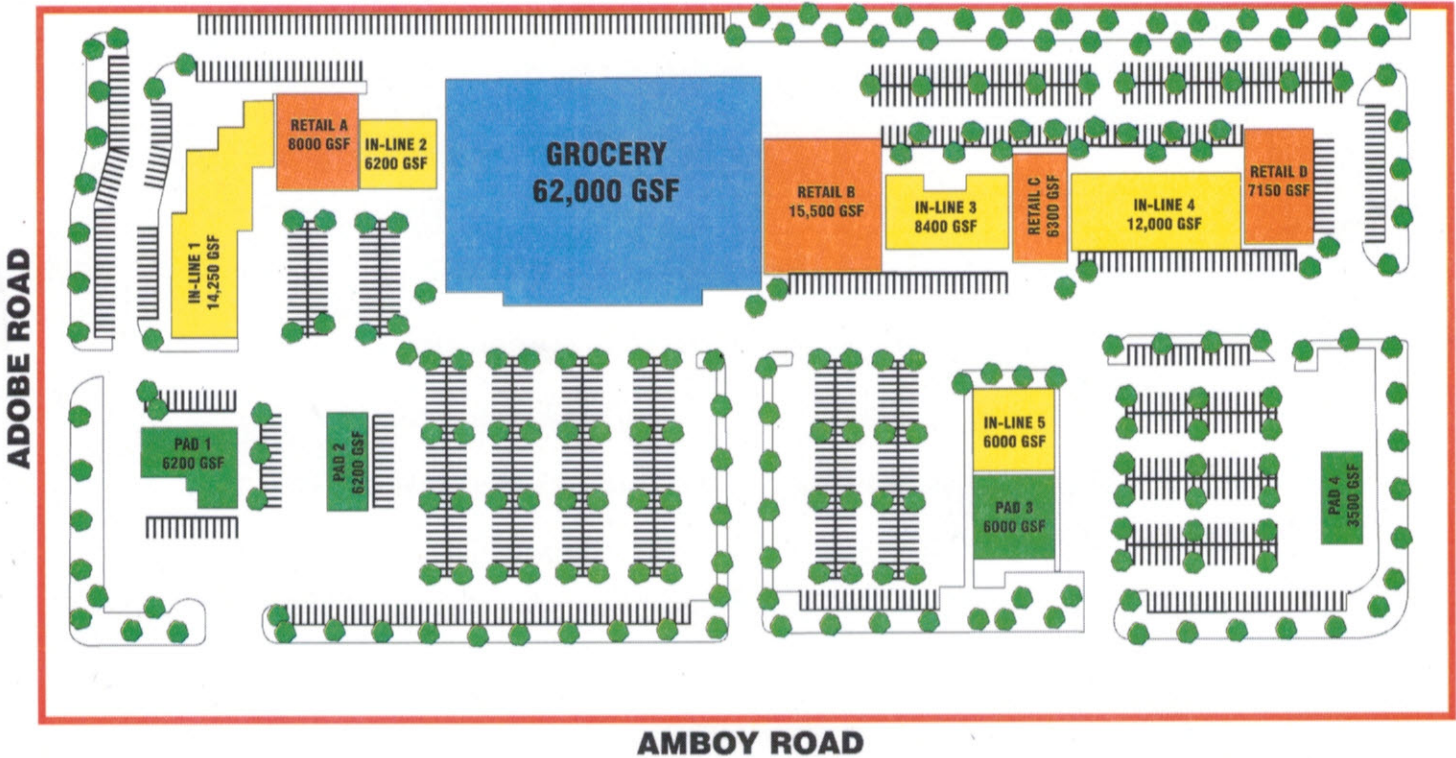 RETAIL A
8000 GSF
IN-LINE 2
6200 GSF
GROCERY
62,000 GSF
RETAIL B
15,500 GSF
IN-LINE 3
8400 GSF
RETAIL C
6300 GSF
IN-LINE 4
12,000 GSF
RETAIL D
7150 GSF
IN-LINE 1
14,250 GSF
ADOBE ROAD
PAD 1
6200 GSF
PAD 2
6200 GSF
IN-LINE 5
6000 GSF
PAD 3
6000 GSF
PAD 4
3500 GSF
AMBOY ROAD